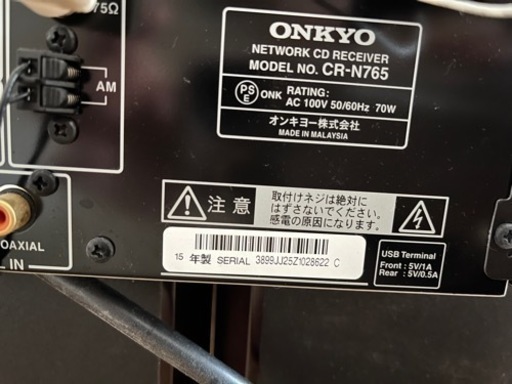 75Ω
AM
ONKYO
NETWORK CD RECEIVER
MODEL NO. CR-N765
PS
E
ONK RATING:
AC 100V 50/60Hz 70W
オンキヨー株式会社
MADE IN MALAYSIA
注意
取付けネジは絶対に
はずさないでください。
感電の原因になります。
OAXIAL
L IN
15 年製 SERIAL 3899JJ25Z1028622 C
USB Terminal
Front : 5V/1A
Rear : 5V/0.5A